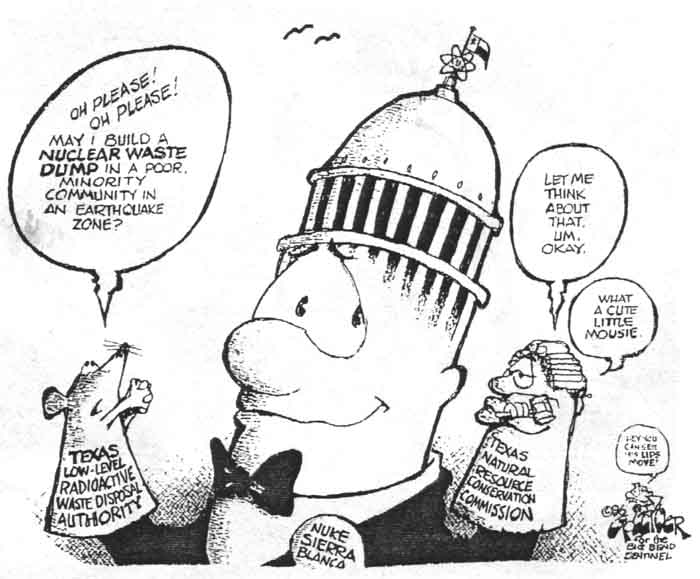 OH PLEASE!
OH PLEASE!
MAY I BUILD A
NUCLEAR WASTE
DUMP IN A POOR,
MINORITY
COMMUNITY IN
AN EARTHQUAKE
ZONE?
LET ME
THINK
ABOUT
THAT.
UM.
OKAY.
WHAT
A CUTE
LITTLE
MOUSIE.
TEXAS
LOW-LEVEL
RADIOACTIVE
WASTE DISPOSAL
AUTHORITY
TEXAS
NATURAL
RESOURCE
CONSERVATION
COMMISSION
NUKE
SIERRA
BLANCA
HEY YOU
CAN SEE
HIS LIPS
MOVE!
©96
for the
BIG BEND
SENTINEL